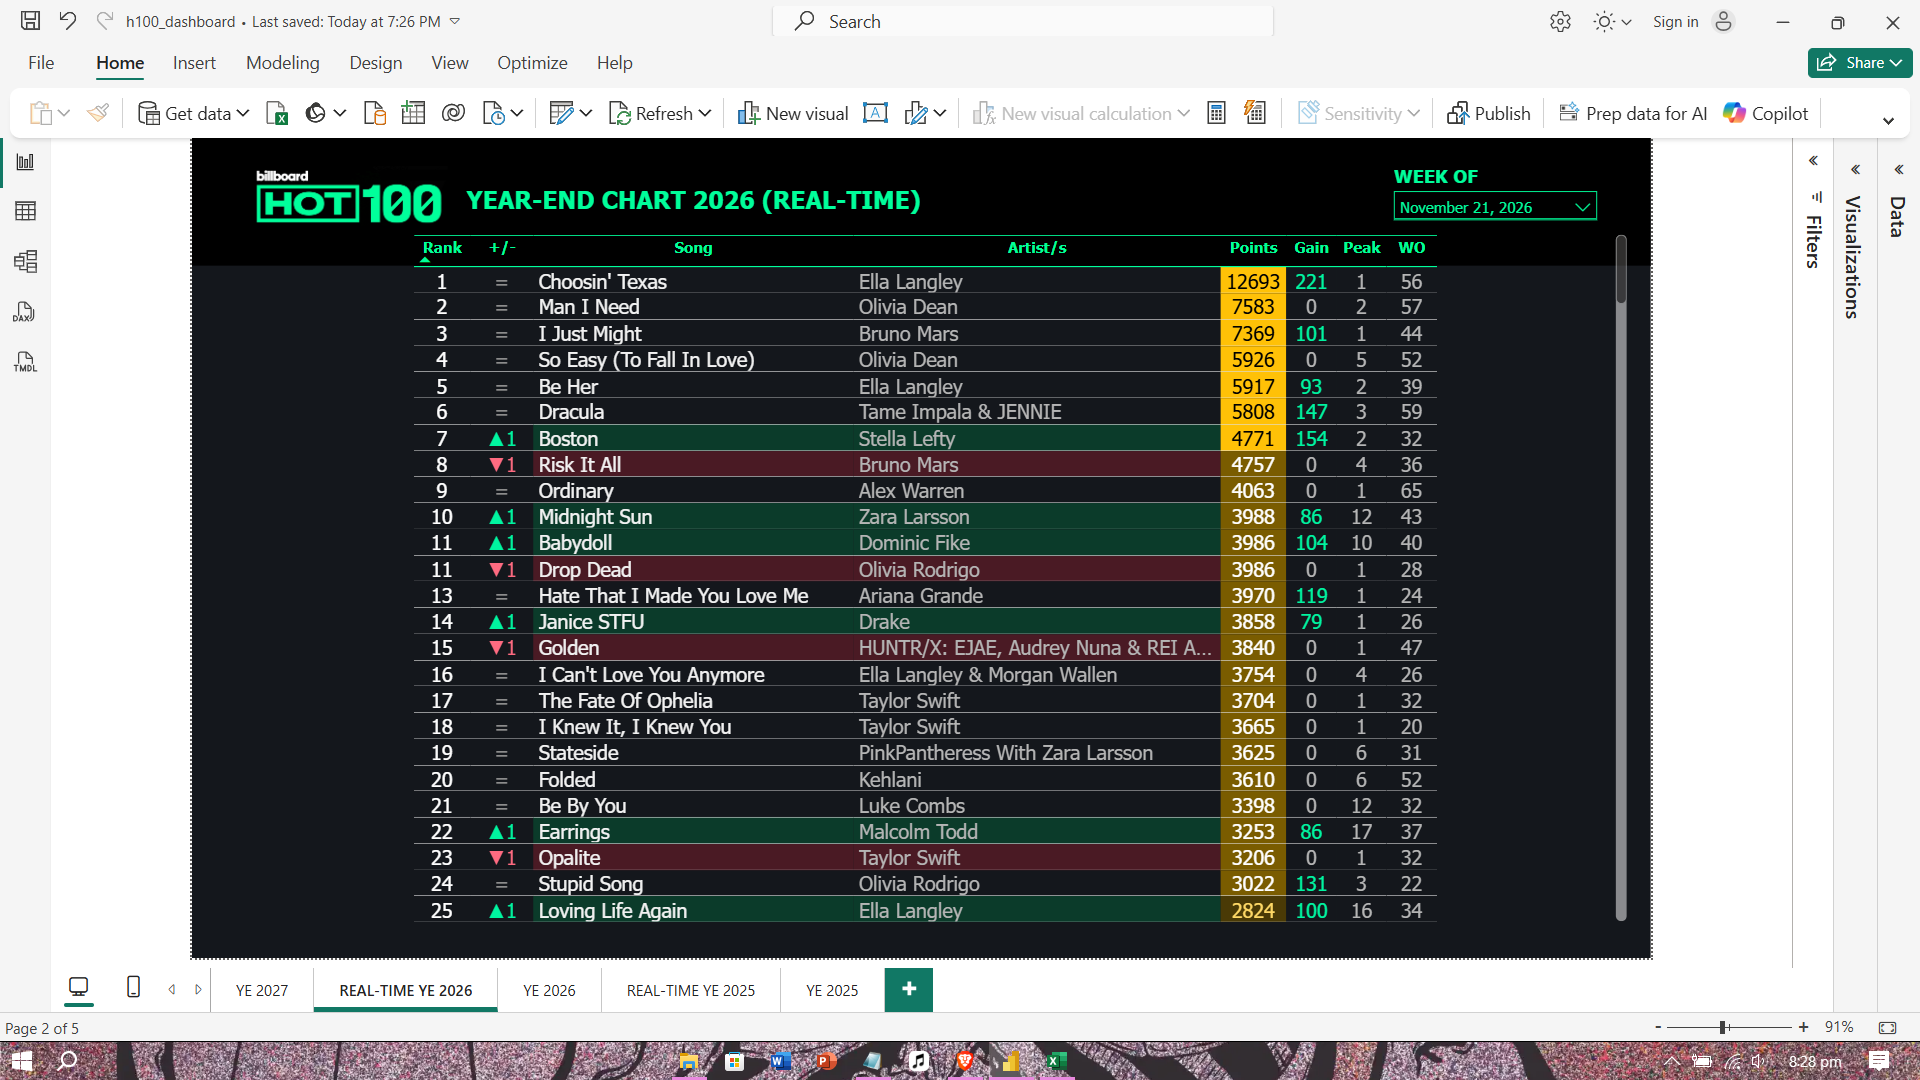 h100_dashboard • Last saved: Today at 7:26 PM
Search
Sign in
File Home Insert Modeling Design View Optimize Help
Share
Get data Refresh New visual New visual calculation Sensitivity Publish Prep data for AI Copilot
billboard
HOT 100
YEAR-END CHART 2026 (REAL-TIME)
WEEK OF
November 21, 2026
Rank +/- Song Artist/s Points Gain Peak WO
1 = Choosin' Texas Ella Langley 12693 221 1 56
2 = Man I Need Olivia Dean 7583 0 2 57
3 = I Just Might Bruno Mars 7369 101 1 44
4 = So Easy (To Fall In Love) Olivia Dean 5926 0 5 52
5 = Be Her Ella Langley 5917 93 2 39
6 = Dracula Tame Impala & JENNIE 5808 147 3 59
7 ▲1 Boston Stella Lefty 4771 154 2 32
8 ▼1 Risk It All Bruno Mars 4757 0 4 36
9 = Ordinary Alex Warren 4063 0 1 65
10 ▲1 Midnight Sun Zara Larsson 3988 86 12 43
11 ▲1 Babydoll Dominic Fike 3986 104 10 40
11 ▼1 Drop Dead Olivia Rodrigo 3986 0 1 28
13 = Hate That I Made You Love Me Ariana Grande 3970 119 1 24
14 ▲1 Janice STFU Drake 3858 79 1 26
15 ▼1 Golden HUNTR/X: EJAE, Audrey Nuna & REI A... 3840 0 1 47
16 = I Can't Love You Anymore Ella Langley & Morgan Wallen 3754 0 4 26
17 = The Fate Of Ophelia Taylor Swift 3704 0 1 32
18 = I Knew It, I Knew You Taylor Swift 3665 0 1 20
19 = Stateside PinkPantheress With Zara Larsson 3625 0 6 31
20 = Folded Kehlani 3610 0 6 52
21 = Be By You Luke Combs 3398 0 12 32
22 ▲1 Earrings Malcolm Todd 3253 86 17 37
23 ▼1 Opalite Taylor Swift 3206 0 1 32
24 = Stupid Song Olivia Rodrigo 3022 131 3 22
25 ▲1 Loving Life Again Ella Langley 2824 100 16 34
Filters
Visualizations
Data
DAX
TMDL
YE 2027 REAL-TIME YE 2026 YE 2026 REAL-TIME YE 2025 YE 2025 +
Page 2 of 5
- + 91%
8:28 pm